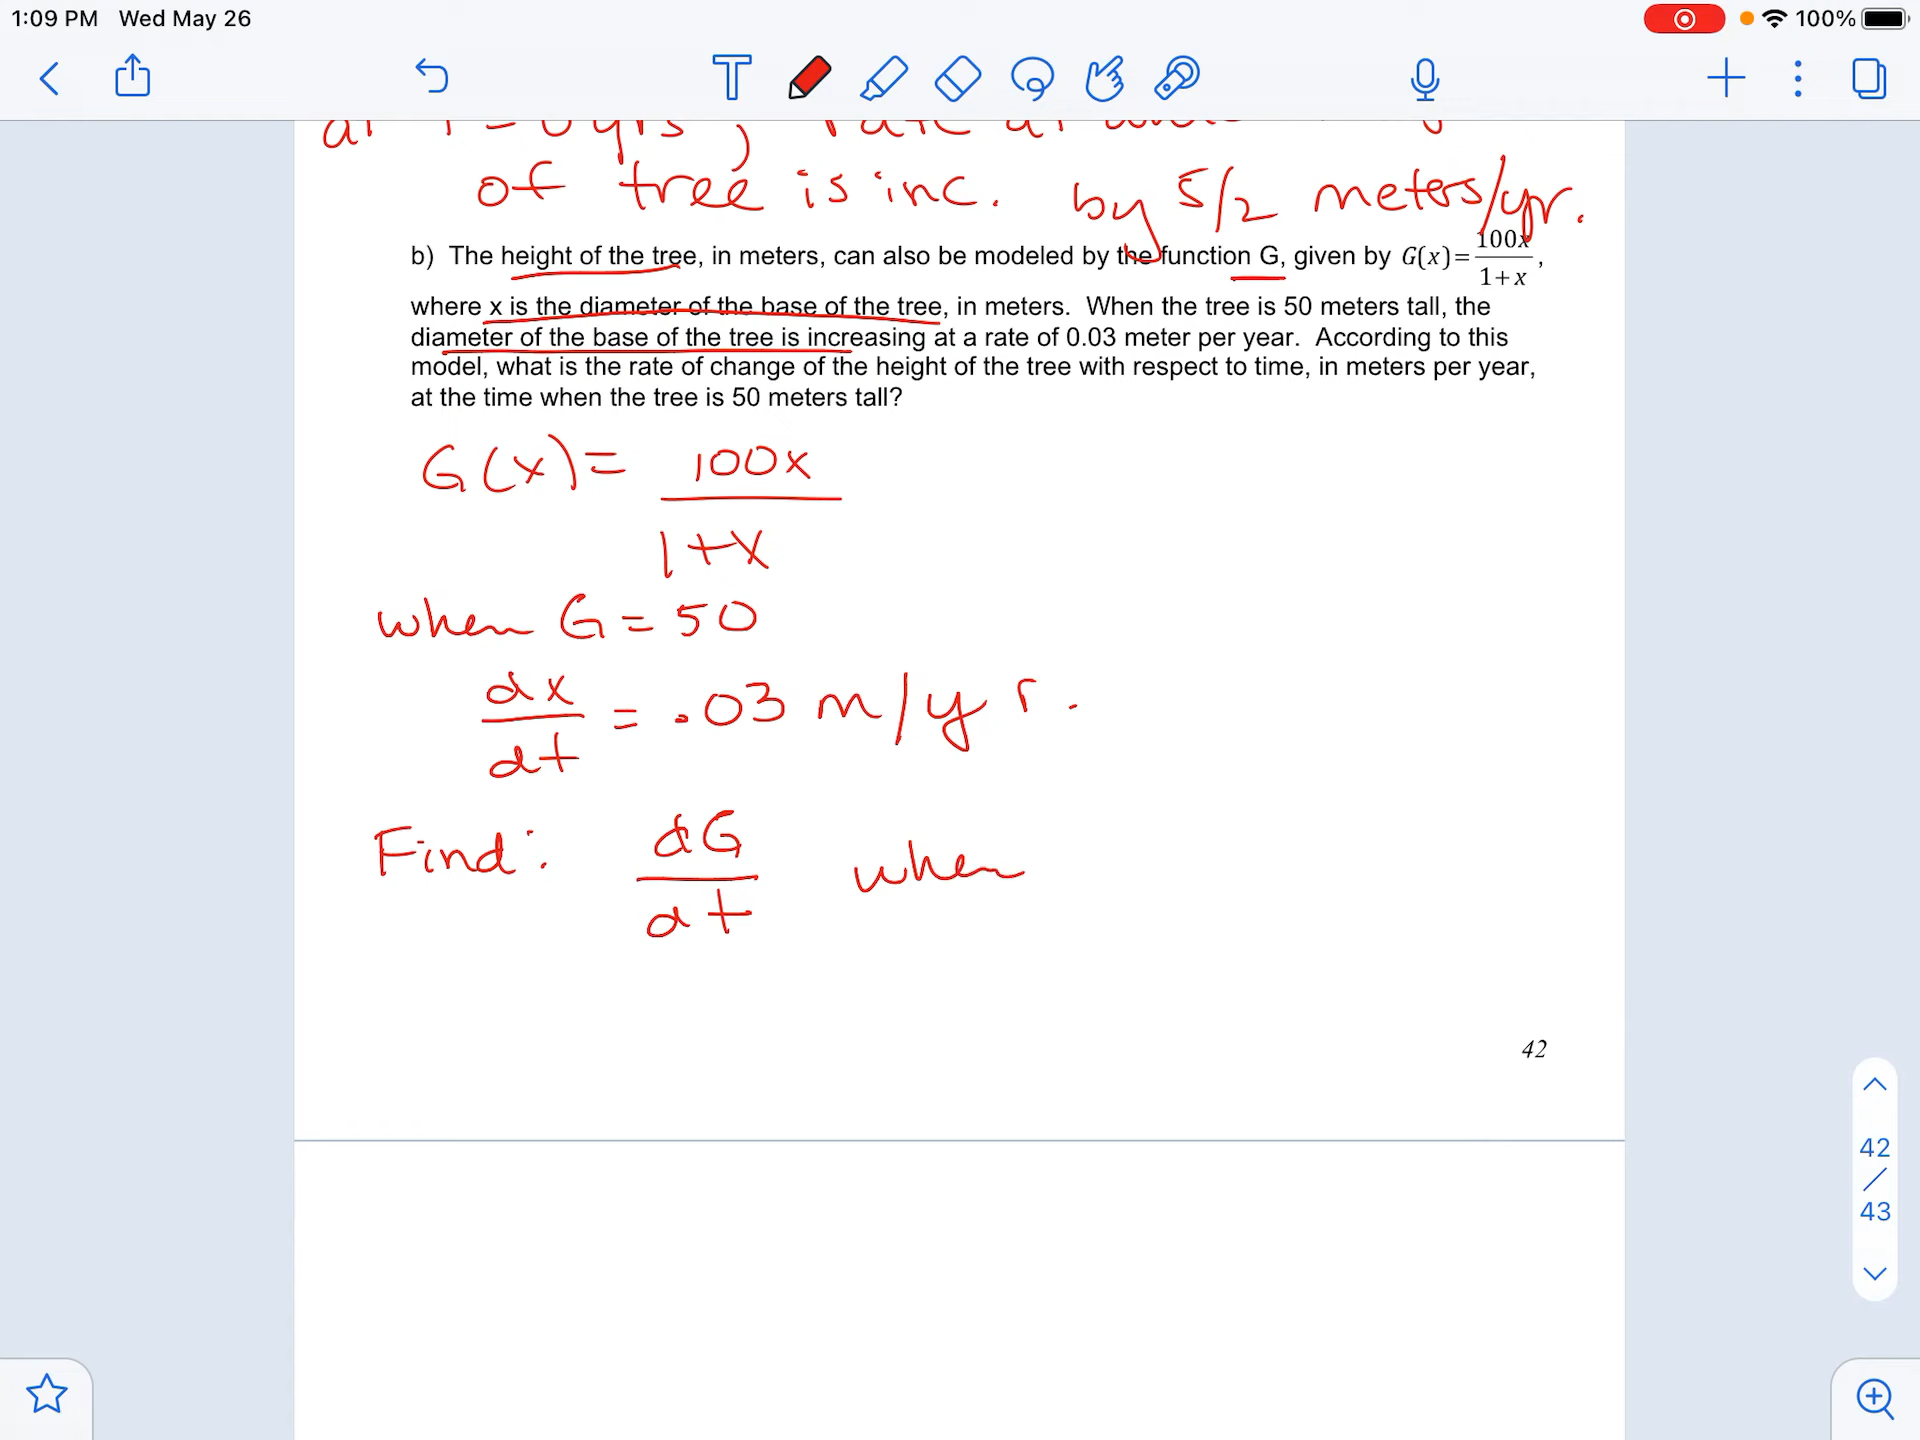 1:09 PM Wed May 26
100%
T
of tree is inc. by 5/2 meters/yr.
b) The height of the tree, in meters, can also be modeled by the function G, given by G(x)=100x/1+x,
where x is the diameter of the base of the tree, in meters. When the tree is 50 meters tall, the
diameter of the base of the tree is increasing at a rate of 0.03 meter per year. According to this
model, what is the rate of change of the height of the tree with respect to time, in meters per year,
at the time when the tree is 50 meters tall?
G(x)= 100x
1+x
when G = 50
dx
dt = .03 m/yr.
Find: dG
dt when
42
42
/
43